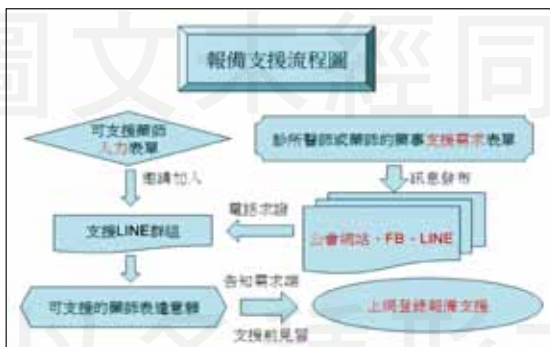 報備支援流程圖
可支援藥師
人力表單
診所醫師或藥師的藥事支援需求表單
邀請加入
訊息發布
電話求證
支援LINE群組
公會網站、FB、LINE
告知需求端
可支援的藥師表達意願
上網登錄報備支援
支援前見習